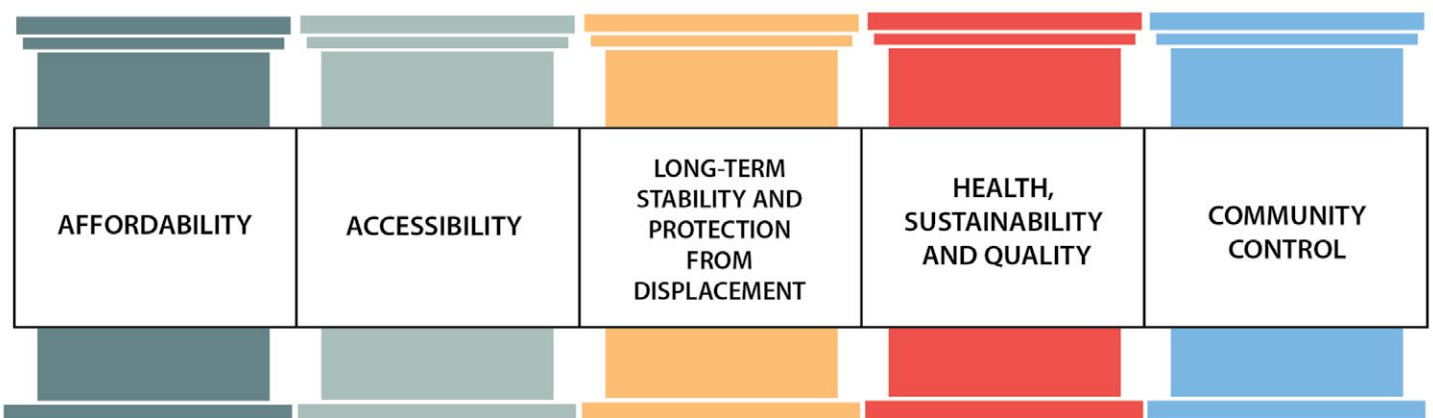 AFFORDABILITY
ACCESSIBILITY
LONG-TERM
STABILITY AND
PROTECTION
FROM
DISPLACEMENT
HEALTH,
SUSTAINABILITY
AND QUALITY
COMMUNITY
CONTROL